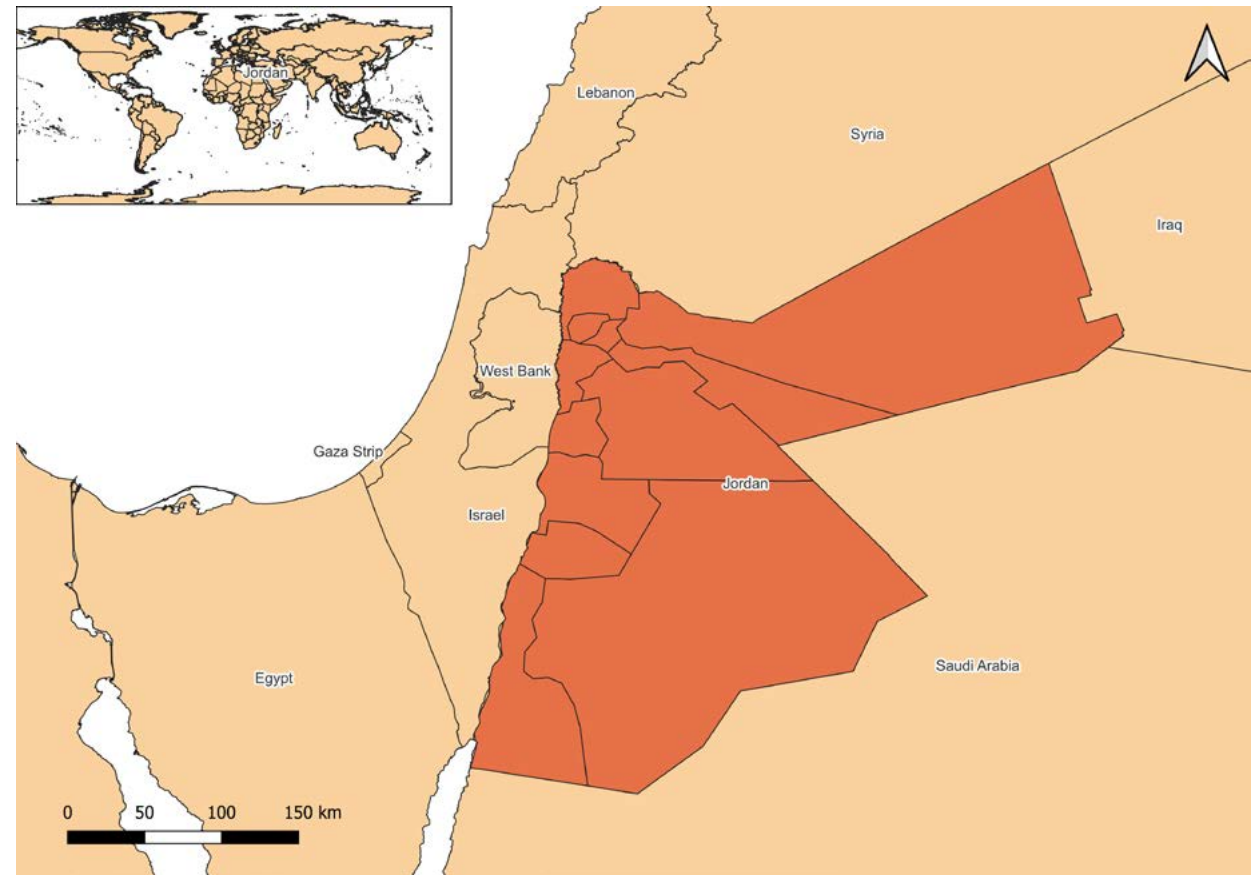 Jordan
Lebanon
Syria
Iraq
West Bank
Gaza Strip
Jordan
Israel
Saudi Arabia
Egypt
0 50 100 150 km